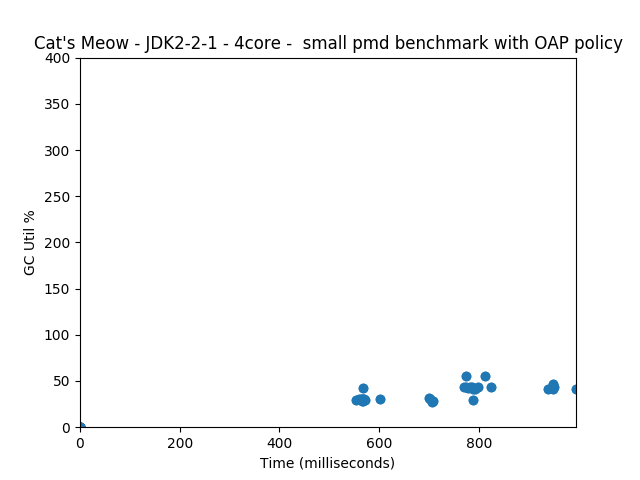 Cat's Meow - JDK2-2-1 - 4core -  small pmd benchmark with OAP policy
400
350
300
250
200
150
100
50
0
GC Util %
0 200 400 600 800
Time (milliseconds)